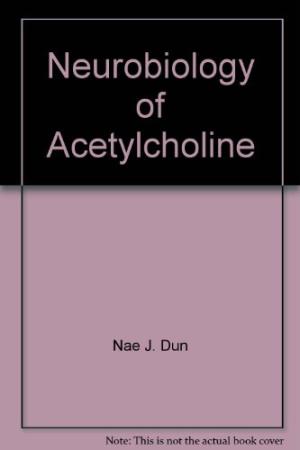 Neurobiology
of
Acetylcholine
Nae J. Dun
Note: This is not the actual book cover